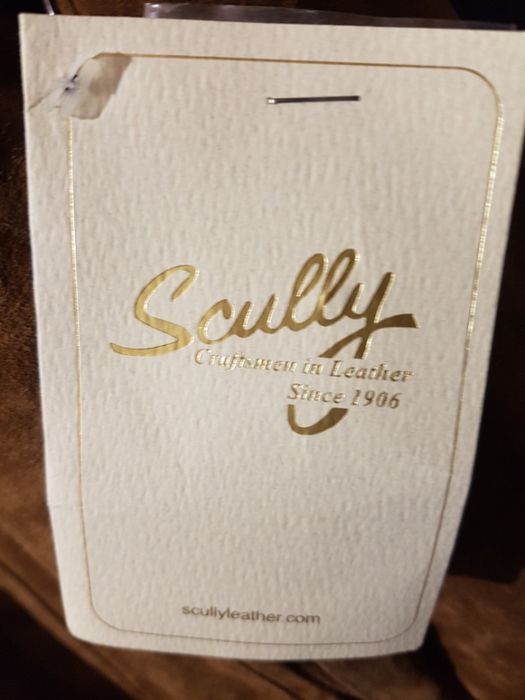 Scully
Craftsmen in Leather
Since 1906
scullyleather.com